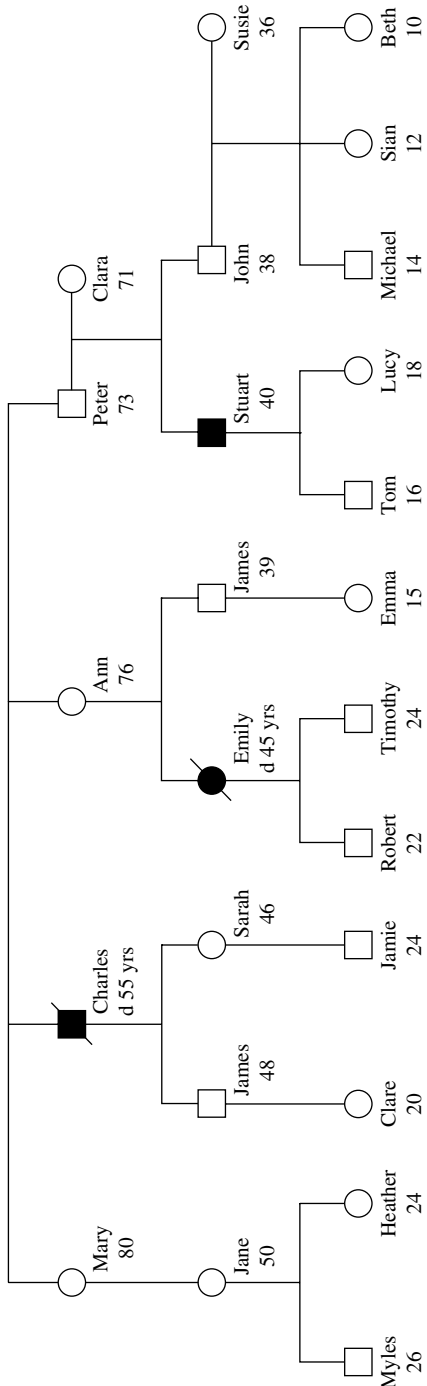 Mary
80
Charles
d 55 yrs
Ann
76
Peter
73
Clara
71
Jane
50
James
48
Sarah
46
Emily
d 45 yrs
James
39
Stuart
40
John
38
Susie
36
Myles
26
Heather
24
Clare
20
Jamie
24
Robert
22
Timothy
24
Emma
15
Tom
16
Lucy
18
Michael
14
Sian
12
Beth
10